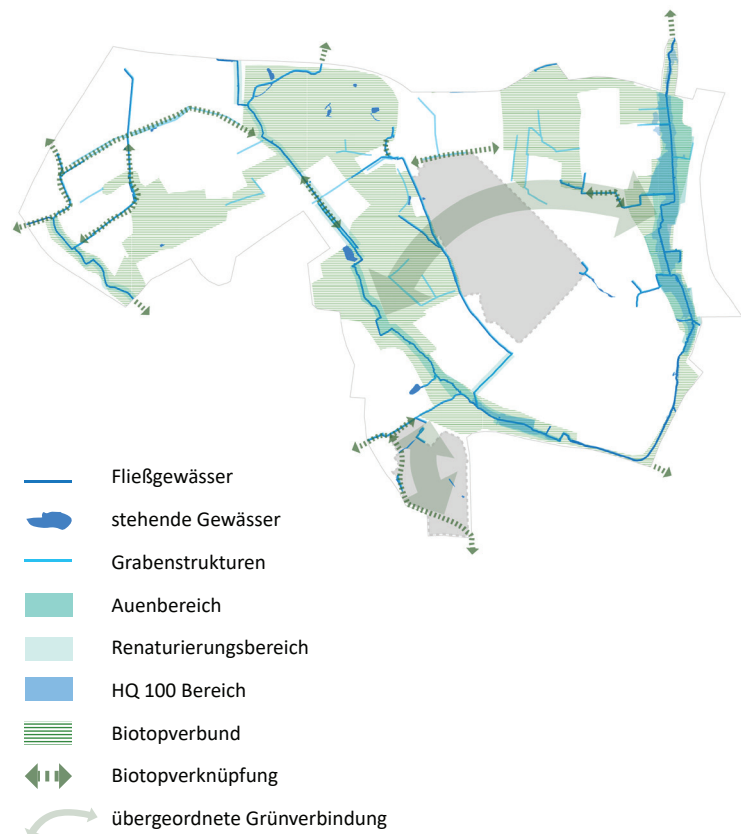 Fließgewässer
stehende Gewässer
Grabenstrukturen
Auenbereich
Renaturierungsbereich
HQ 100 Bereich
Biotopverbund
Biotopverknüpfung
übergeordnete Grünverbindung